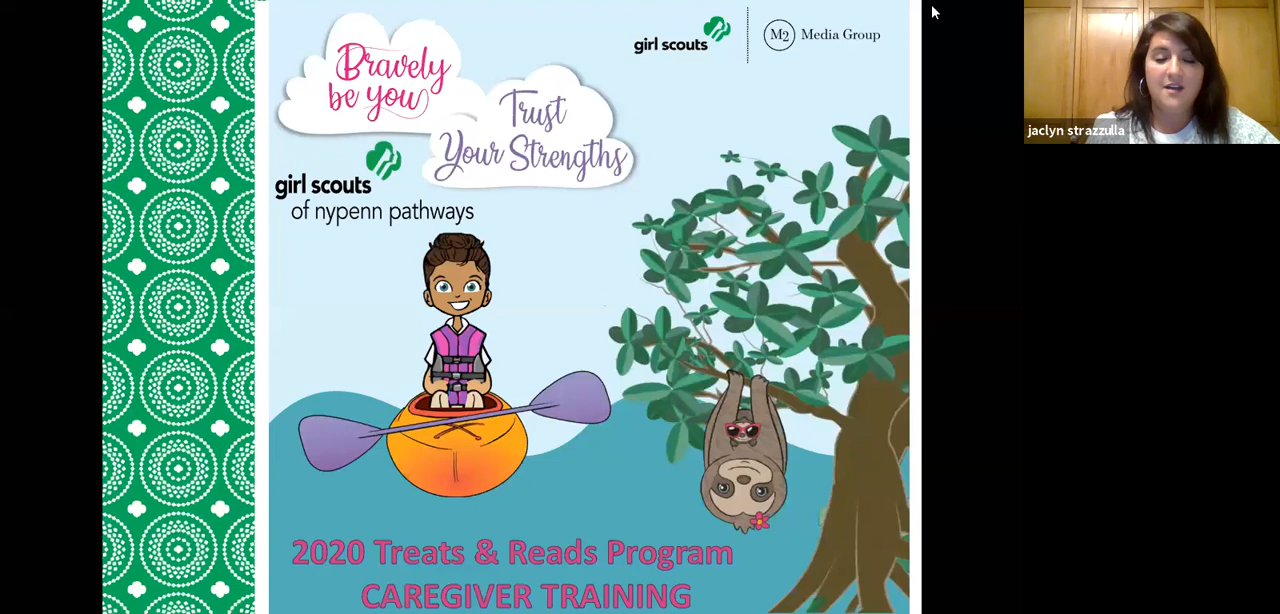 Bravely
be you
Trust
Your Strengths
girl scouts
M2 Media Group
girl scouts
of nypenn pathways
2020 Treats & Reads Program
CAREGIVER TRAINING
jaclyn strazzulla